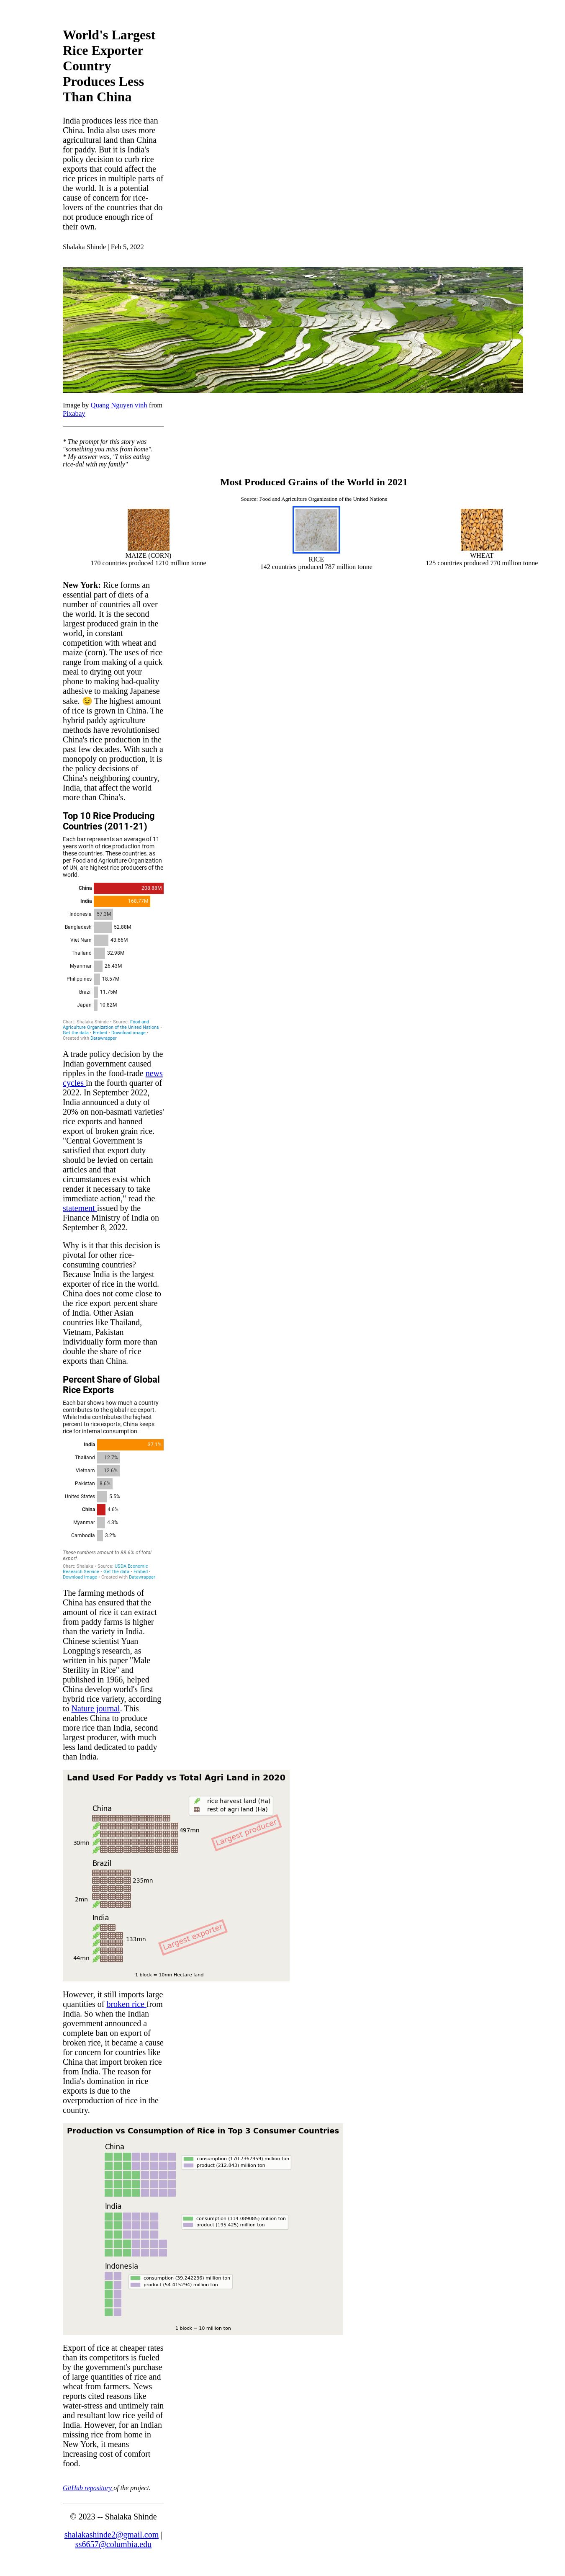 World's Largest
Rice Exporter
Country
Produces Less
Than China
India produces less rice than
China. India also uses more
agricultural land than China
for paddy. But it is India's
policy decision to curb rice
exports that could affect the
rice prices in multiple parts of
the world. It is a potential
cause of concern for rice-
lovers of the countries that do
not produce enough rice of
their own.
Shalaka Shinde | Feb 5, 2022
Image by Quang Nguyen vinh from
Pixabay
* The prompt for this story was
"something you miss from home".
* My answer was, "I miss eating
rice-dal with my family"
Most Produced Grains of the World in 2021
Source: Food and Agriculture Organization of the United Nations
MAIZE (CORN)
170 countries produced 1210 million tonne
RICE
142 countries produced 787 million tonne
WHEAT
125 countries produced 770 million tonne
New York: Rice forms an
essential part of diets of a
number of countries all over
the world. It is the second
largest produced grain in the
world, in constant
competition with wheat and
maize (corn). The uses of rice
range from making of a quick
meal to drying out your
phone to making bad-quality
adhesive to making Japanese
sake. 😉 The highest amount
of rice is grown in China. The
hybrid paddy agriculture
methods have revolutionised
China's rice production in the
past few decades. With such a
monopoly on production, it is
the policy decisions of
China's neighboring country,
India, that affect the world
more than China's.
Top 10 Rice Producing
Countries (2011-21)
Each bar represents an average of 11
years worth of rice production from
these countries. These countries, as
per Food and Agriculture Organization
of UN, are highest rice producers of the
world.
China 208.88M
India 168.77M
Indonesia 57.3M
Bangladesh 52.88M
Viet Nam 43.66M
Thailand 32.98M
Myanmar 26.43M
Philippines 18.57M
Brazil 11.75M
Japan 10.82M
Chart: Shalaka Shinde • Source: Food and
Agriculture Organization of the United Nations •
Get the data • Embed • Download image •
Created with Datawrapper
A trade policy decision by the
Indian government caused
ripples in the food-trade news
cycles in the fourth quarter of
2022. In September 2022,
India announced a duty of
20% on non-basmati varieties'
rice exports and banned
export of broken grain rice.
"Central Government is
satisfied that export duty
should be levied on certain
articles and that
circumstances exist which
render it necessary to take
immediate action," read the
statement issued by the
Finance Ministry of India on
September 8, 2022.
Why is it that this decision is
pivotal for other rice-
consuming countries?
Because India is the largest
exporter of rice in the world.
China does not come close to
the rice export percent share
of India. Other Asian
countries like Thailand,
Vietnam, Pakistan
individually form more than
double the share of rice
exports than China.
Percent Share of Global
Rice Exports
Each bar shows how much a country
contributes to the global rice export.
While India contributes the highest
percent to rice exports, China keeps
rice for internal consumption.
India 37.1%
Thailand 12.7%
Vietnam 12.6%
Pakistan 8.6%
United States 5.5%
China 4.6%
Myanmar 4.3%
Cambodia 3.2%
These numbers amount to 88.6% of total
export.
Chart: Shalaka • Source: USDA Economic
Research Service • Get the data • Embed •
Download image • Created with Datawrapper
The farming methods of
China has ensured that the
amount of rice it can extract
from paddy farms is higher
than the variety in India.
Chinese scientist Yuan
Longping's research, as
written in his paper "Male
Sterility in Rice" and
published in 1966, helped
China develop world's first
hybrid rice variety, according
to Nature journal. This
enables China to produce
more rice than India, second
largest producer, with much
less land dedicated to paddy
than India.
Land Used For Paddy vs Total Agri Land in 2020
rice harvest land (Ha)
rest of agri land (Ha)
China
497mn
30mn
Largest producer
Brazil
235mn
2mn
India
133mn
44mn
Largest exporter
1 block = 10mn Hectare land
However, it still imports large
quantities of broken rice from
India. So when the Indian
government announced a
complete ban on export of
broken rice, it became a cause
for concern for countries like
China that import broken rice
from India. The reason for
India's domination in rice
exports is due to the
overproduction of rice in the
country.
Production vs Consumption of Rice in Top 3 Consumer Countries
China
consumption (170.7367959) million ton
product (212.843) million ton
India
consumption (114.089085) million ton
product (195.425) million ton
Indonesia
consumption (39.242236) million ton
product (54.415294) million ton
1 block = 10 million ton
Export of rice at cheaper rates
than its competitors is fueled
by the government's purchase
of large quantities of rice and
wheat from farmers. News
reports cited reasons like
water-stress and untimely rain
and resultant low rice yeild of
India. However, for an Indian
missing rice from home in
New York, it means
increasing cost of comfort
food.
GitHub repository of the project.
© 2023 -- Shalaka Shinde
shalakashinde2@gmail.com |
ss6657@columbia.edu